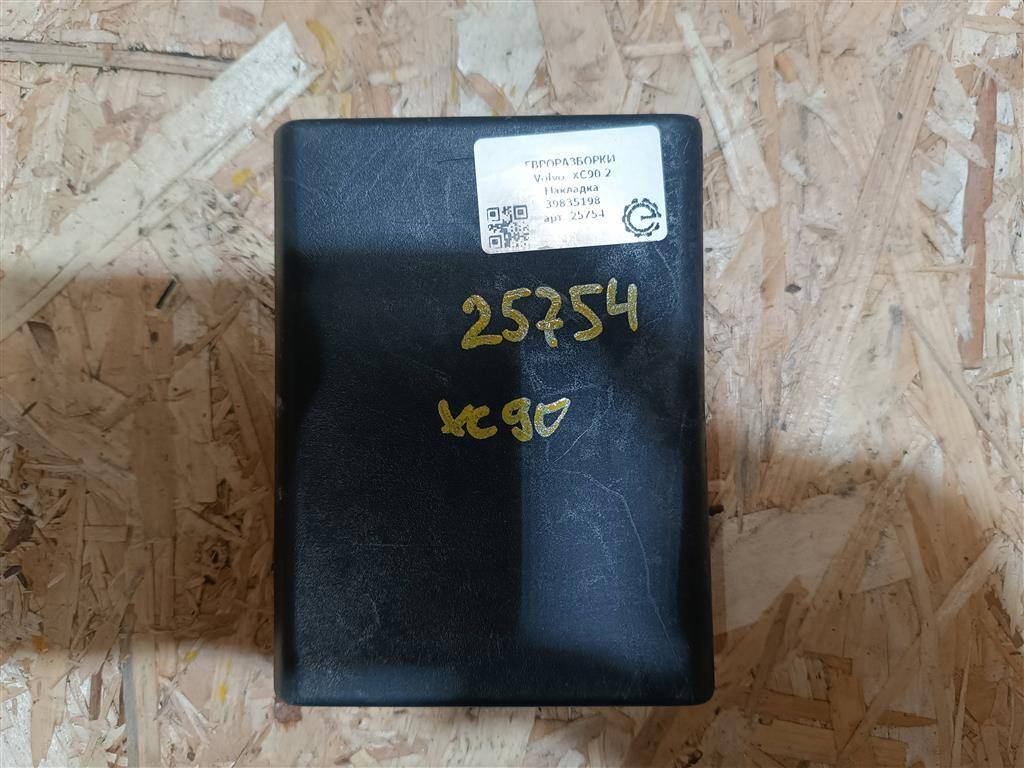 ЕВРОРАЗБОРКИ
Volvo XC90 2
Накладка
39835198
арт. 25754
25754
xc90